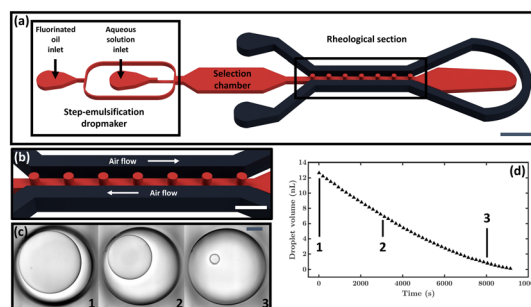 (a)
Fluorinated
oil
inlet
Aqueous
solution
inlet
Selection
chamber
Rheological section
Step-emulsification
dropmaker
(b)
Air flow
Air flow
(c)
1
2
3
(d)
Droplet volume (nL)
14
12
10
8
6
4
2
0
1
2
3
0
2000
4000
6000
8000
Time (s)